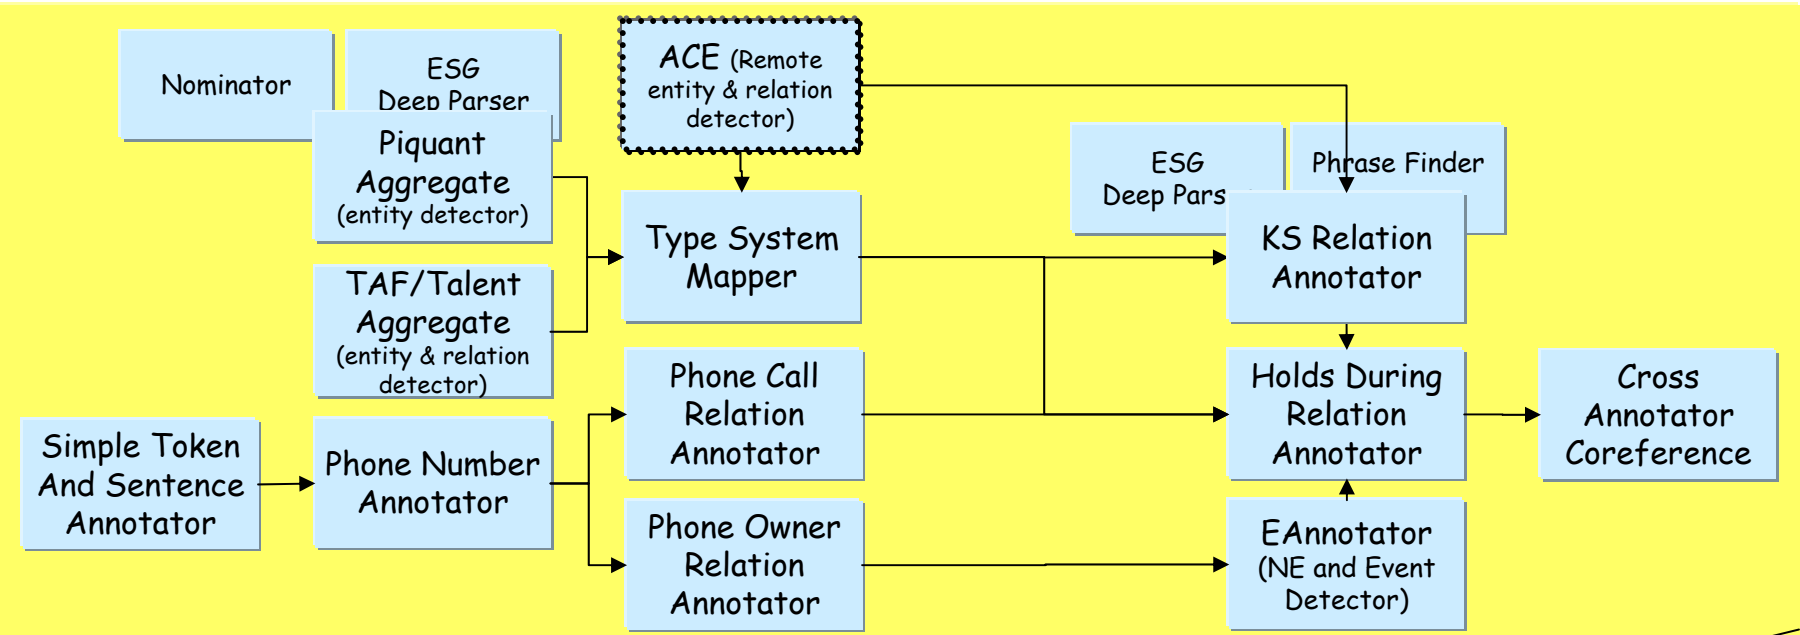 Nominator
ESG
Deep Parser
Piquant
Aggregate
(entity detector)
TAF/Talent
Aggregate
(entity & relation
detector)
Simple Token
And Sentence
Annotator
Phone Number
Annotator
ACE (Remote
entity & relation
detector)
Type System
Mapper
Phone Call
Relation
Annotator
Phone Owner
Relation
Annotator
ESG
Deep Pars
Phrase Finder
KS Relation
Annotator
Holds During
Relation
Annotator
EAnnotator
(NE and Event
Detector)
Cross
Annotator
Coreference